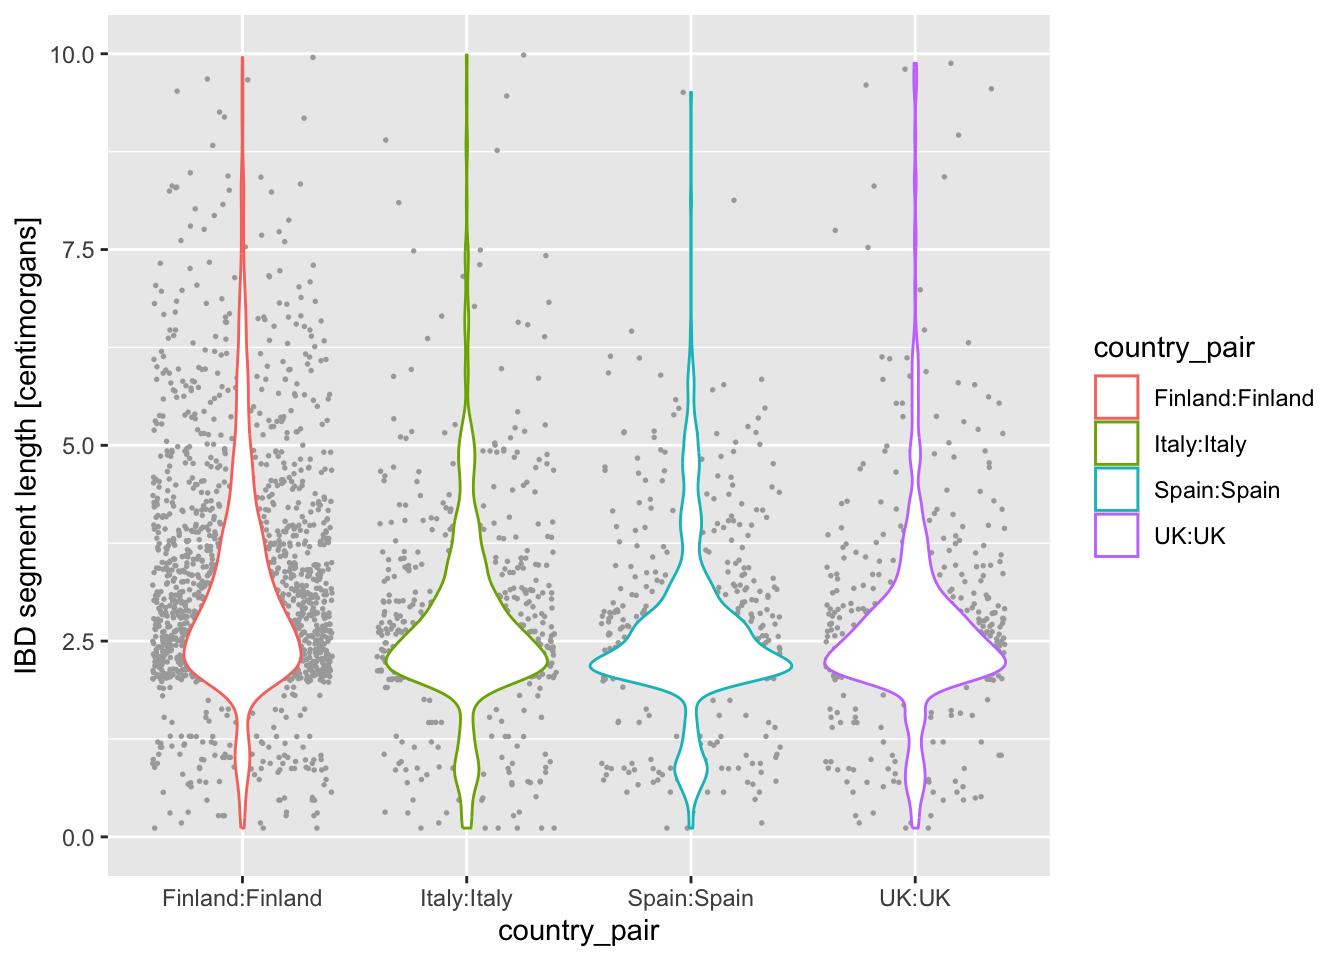 IBD segment length [centimorgans]
10.0
7.5
5.0
2.5
0.0
Finland:Finland
Italy:Italy
Spain:Spain
UK:UK
country_pair
country_pair
Finland:Finland
Italy:Italy
Spain:Spain
UK:UK